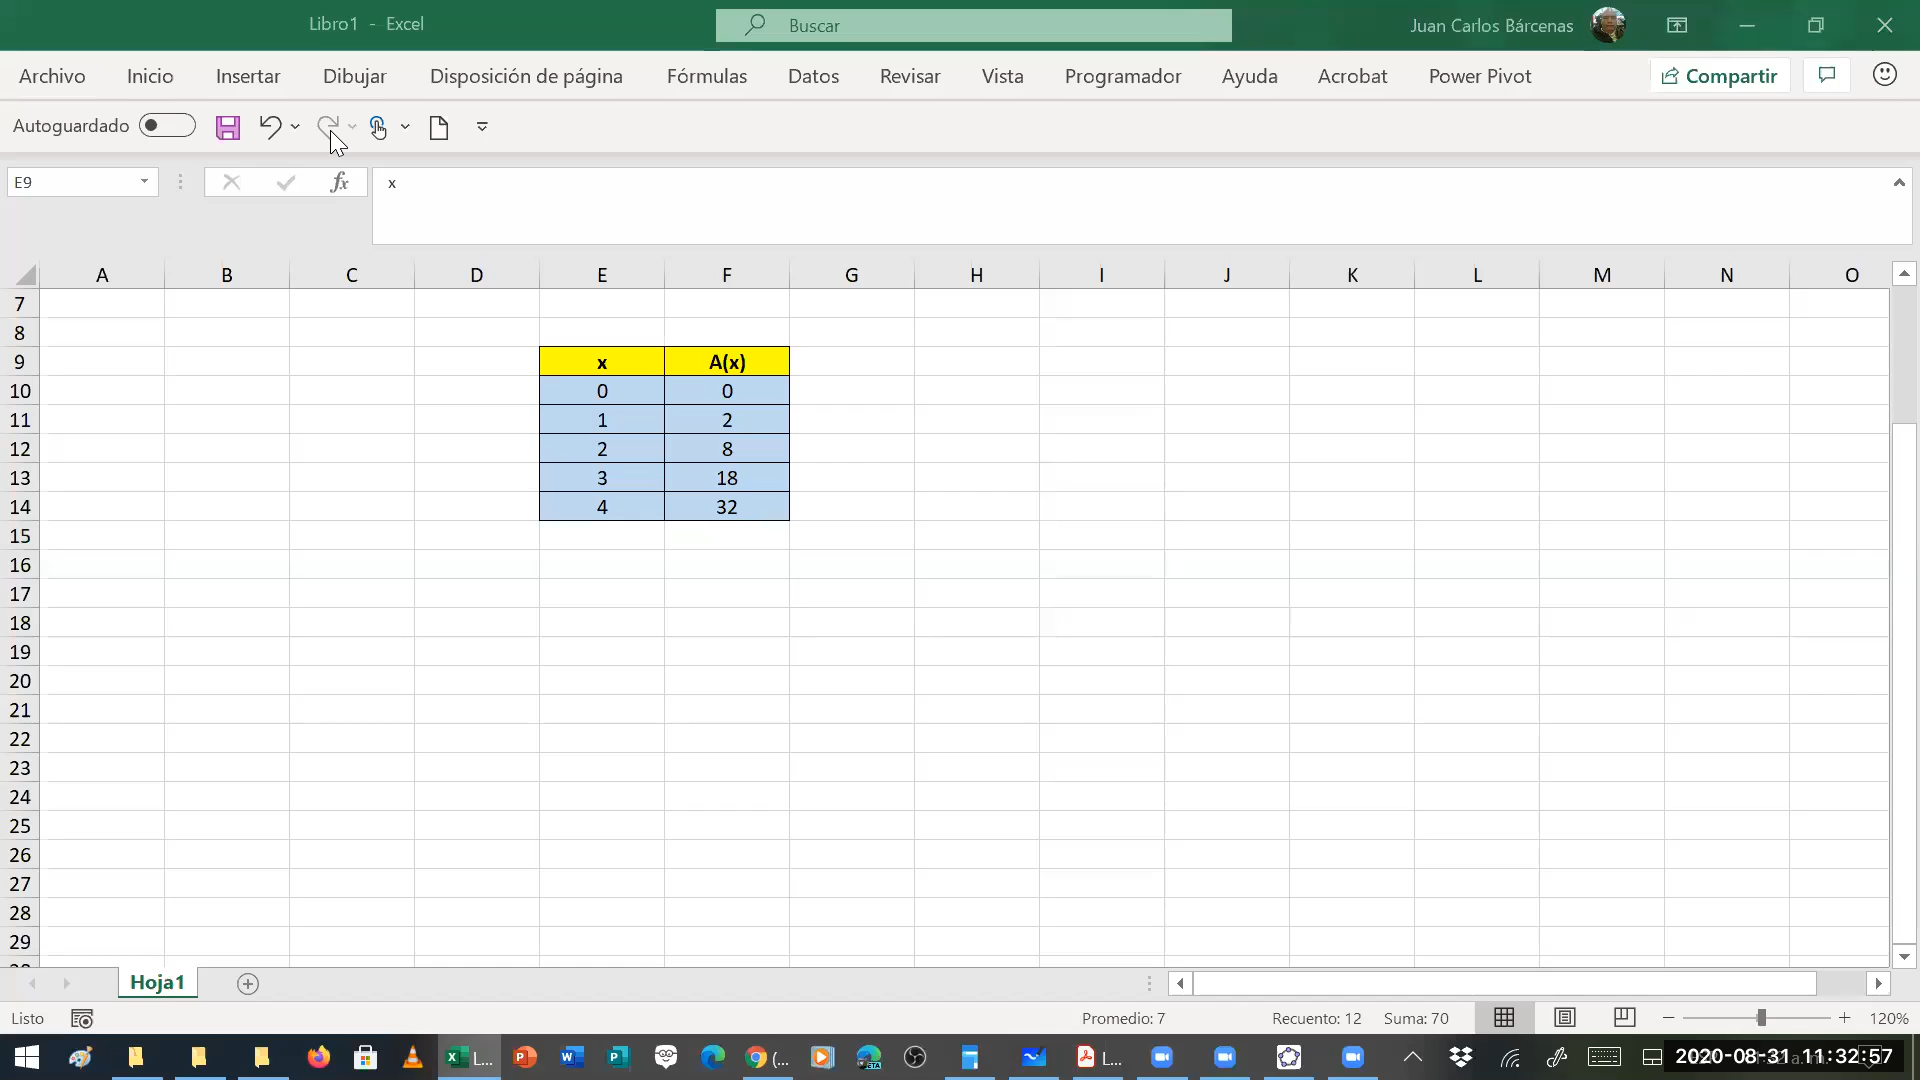 Libro1 - Excel
Buscar
Juan Carlos Bárcenas
Archivo Inicio Insertar Dibujar Disposición de página Fórmulas Datos Revisar Vista Programador Ayuda Acrobat Power Pivot Compartir
Autoguardado
E9 fx x
A B C D E F G H I J K L M N O
7
8
9 x A(x)
10 0 0
11 1 2
12 2 8
13 3 18
14 4 32
15
16
17
18
19
20
21
22
23
24
25
26
27
28
29
Hoja1
Listo Promedio: 7 Recuento: 12 Suma: 70 120%
L... (... L... 2020-08-31 11:32:57